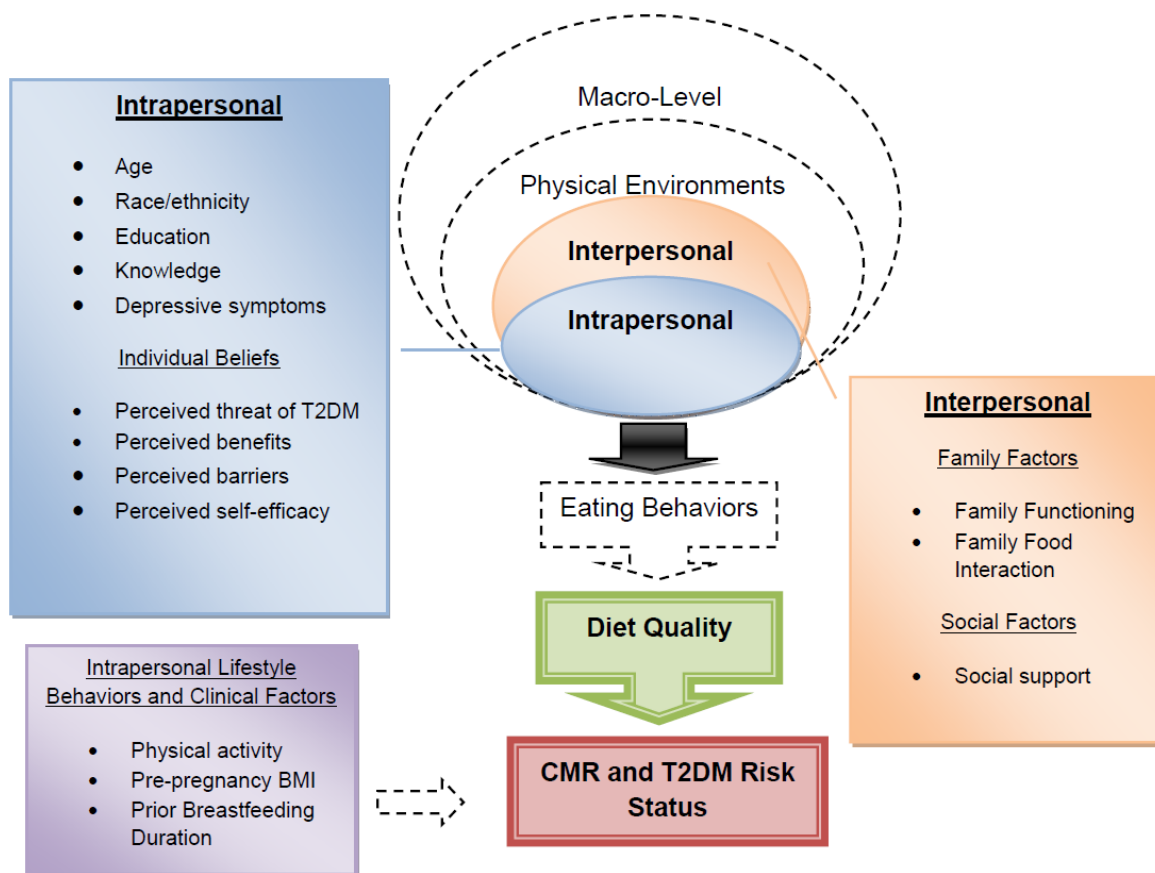 Intrapersonal
Age
Race/ethnicity
Education
Knowledge
Depressive symptoms
Individual Beliefs
Perceived threat of T2DM
Perceived benefits
Perceived barriers
Perceived self-efficacy
Macro-Level
Physical Environments
Interpersonal
Intrapersonal
Eating Behaviors
Diet Quality
CMR and T2DM Risk
Status
Interpersonal
Family Factors
Family Functioning
Family Food
Interaction
Social Factors
Social support
Intrapersonal Lifestyle
Behaviors and Clinical Factors
Physical activity
Pre-pregnancy BMI
Prior Breastfeeding
Duration